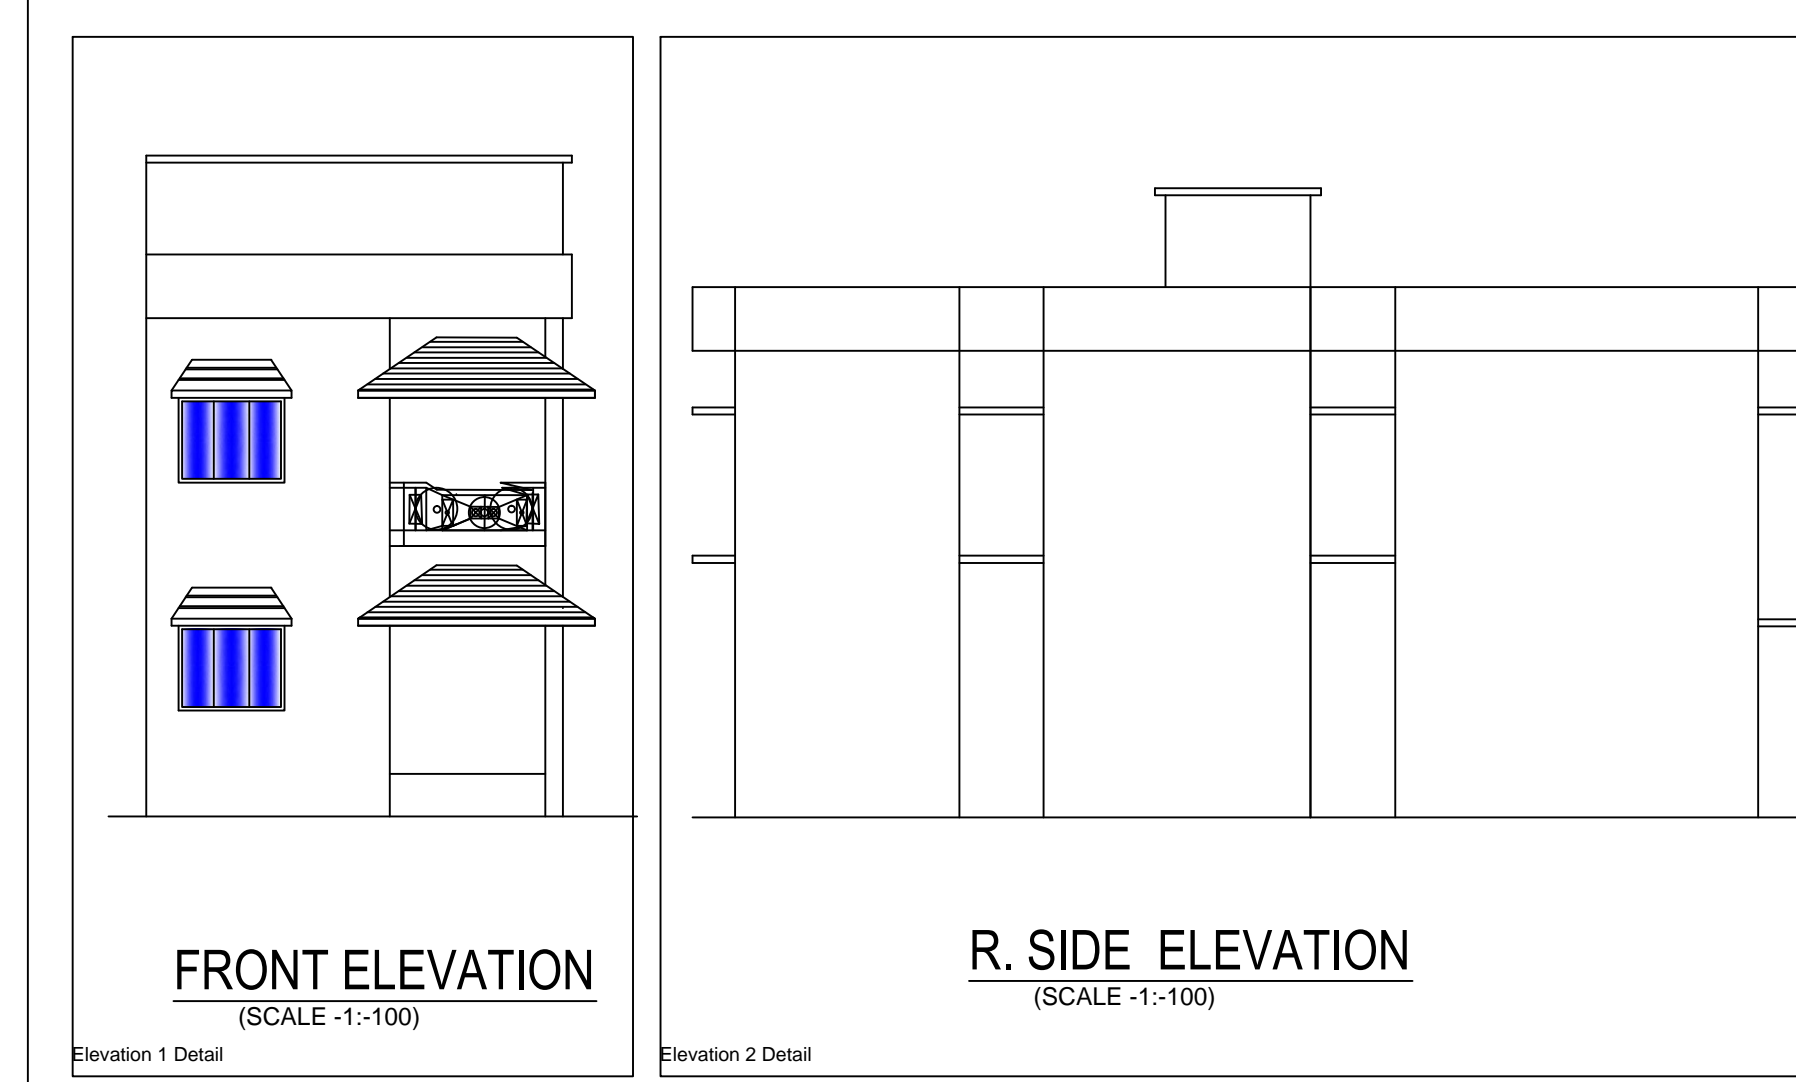 FRONT ELEVATION
(SCALE -1:-100)
Elevation 1 Detail
R. SIDE ELEVATION
(SCALE -1:-100)
Elevation 2 Detail